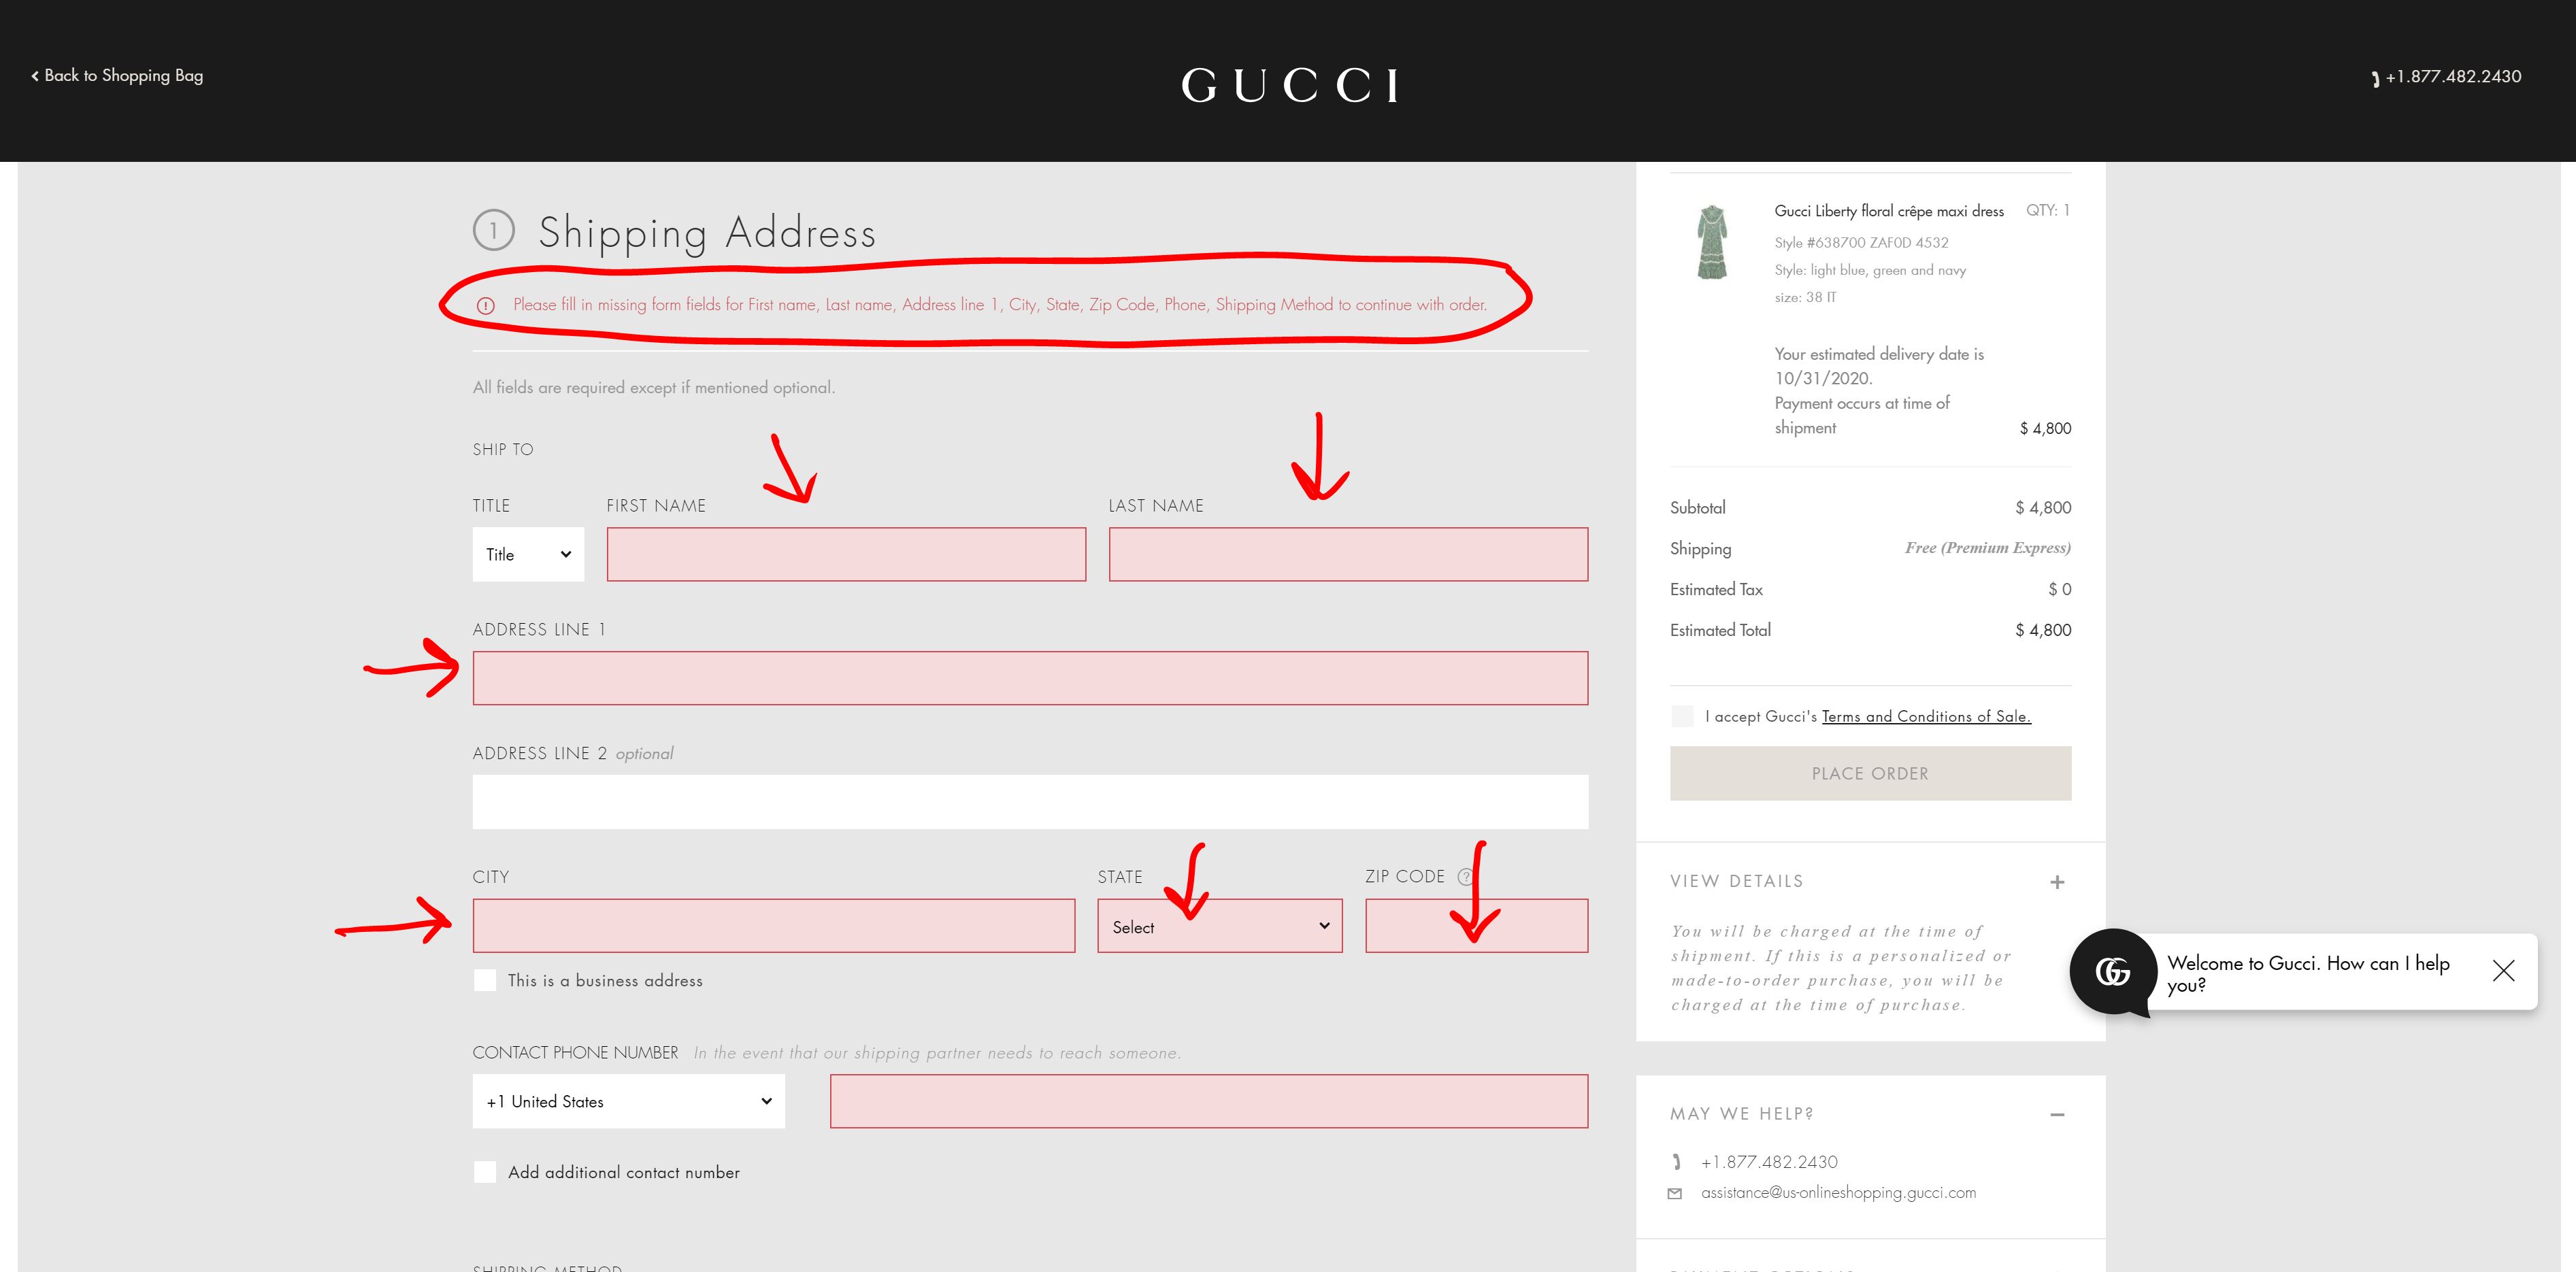 Back to Shopping Bag
GUCCI
+1.877.482.2430
1 Shipping Address
Please fill in missing form fields for First name, Last name, Address line 1, City, State, Zip Code, Phone, Shipping Method to continue with order.
All fields are required except if mentioned optional.
SHIP TO
TITLE FIRST NAME LAST NAME
Title
ADDRESS LINE 1
ADDRESS LINE 2 optional
CITY STATE ZIP CODE ?
Select
This is a business address
CONTACT PHONE NUMBER In the event that our shipping partner needs to reach someone.
+1 United States
Add additional contact number
SHIPPING METHOD
Gucci Liberty floral crêpe maxi dress QTY: 1
Style #638700 ZAF0D 4532
Style: light blue, green and navy
size: 38 IT
Your estimated delivery date is
10/31/2020.
Payment occurs at time of
shipment $ 4,800
Subtotal $ 4,800
Shipping Free (Premium Express)
Estimated Tax $ 0
Estimated Total $ 4,800
I accept Gucci's Terms and Conditions of Sale.
PLACE ORDER
VIEW DETAILS +
You will be charged at the time of
shipment. If this is a personalized or
made-to-order purchase, you will be
charged at the time of purchase.
Welcome to Gucci. How can I help
you?
MAY WE HELP?
+1.877.482.2430
assistance@us-onlineshopping.gucci.com